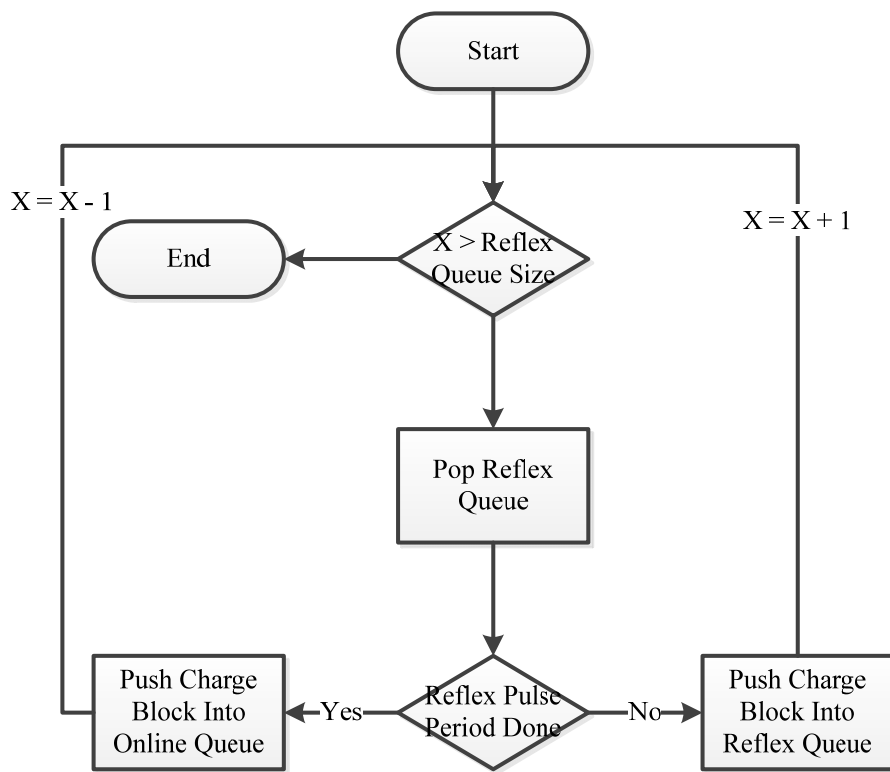 Start
X = X - 1
X = X + 1
End
X > Reflex
Queue Size
Pop Reflex
Queue
Push Charge
Block Into
Online Queue
Yes
Reflex Pulse
Period Done
No
Push Charge
Block Into
Reflex Queue